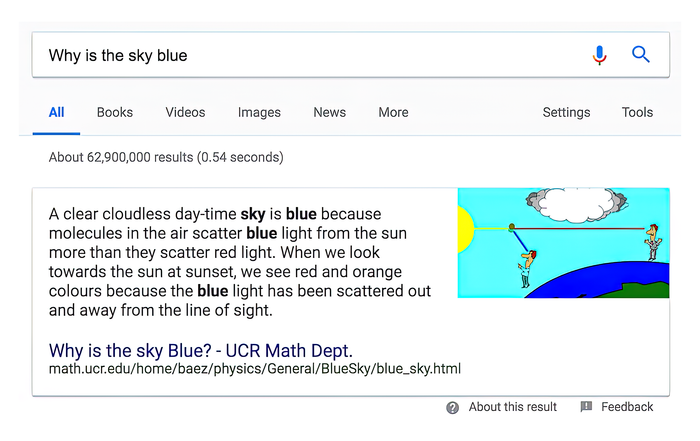 Why is the sky blue
All Books Videos Images News More Settings Tools
About 62,900,000 results (0.54 seconds)
A clear cloudless day-time sky is blue because
molecules in the air scatter blue light from the sun
more than they scatter red light. When we look
towards the sun at sunset, we see red and orange
colours because the blue light has been scattered out
and away from the line of sight.
Why is the sky Blue? - UCR Math Dept.
math.ucr.edu/home/baez/physics/General/BlueSky/blue_sky.html
About this result Feedback